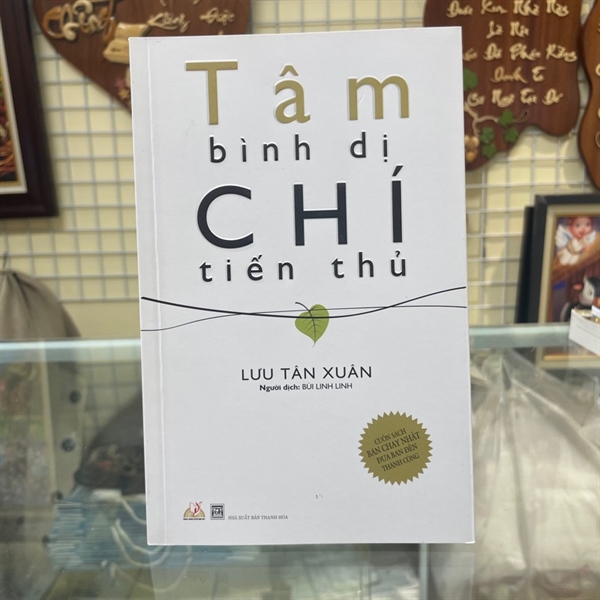 Tâm
bình dị
CHÍ
tiến thủ
LƯU TÂN XUÂN
Người dịch: BÙI LINH LINH
CUỐN SÁCH
BÁN CHẠY NHẤT
ĐƯA BẠN ĐẾN
THÀNH CÔNG
NHÀ XUẤT BẢN THANH HÓA